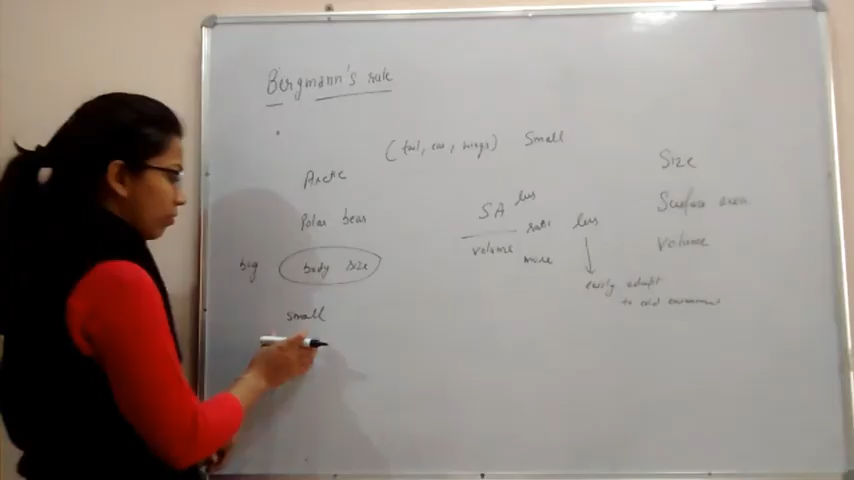 Bergmann's rule
(tail, ear, wings) Small
Arctic
Polar bear
big body size
small
SA less
volume more
ratio less
easily adapt
to cold environment
Size
Surface area
volume